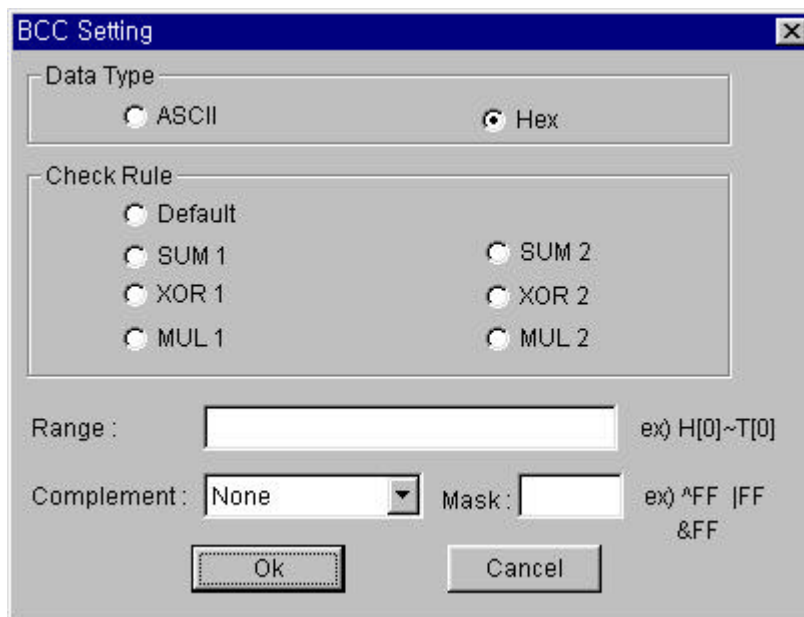 BCC Setting
Data Type
ASCII Hex
Check Rule
Default
SUM 1 SUM 2
XOR 1 XOR 2
MUL 1 MUL 2
Range : ex) H[0]~T[0]
Complement : None Mask : ex) ^FF |FF
&FF
Ok Cancel